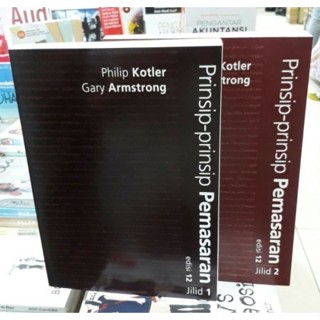 Aud
PENGANTAR
AKUNTANSI
Philip Kotler
Gary Armstrong
Prinsip-prinsip Pemasaran
edisi 12
Jilid 1
Kotler
Armstrong
Prinsip-prinsip Pemasaran
edisi 12
Jilid 2